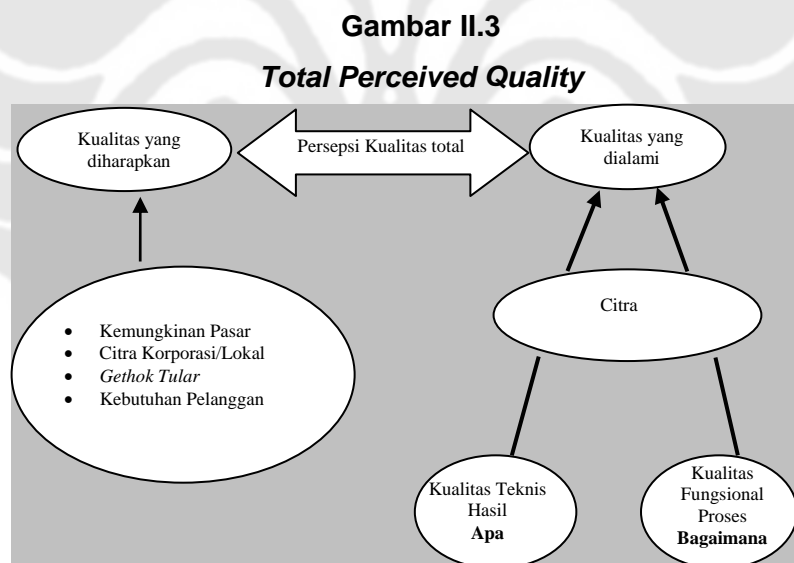 Gambar II.3
Total Perceived Quality
Kualitas yang
diharapkan
Persepsi Kualitas total
Kualitas yang
dialami
• Kemungkinan Pasar
• Citra Korporasi/Lokal
• Gethok Tular
• Kebutuhan Pelanggan
Citra
Kualitas Teknis
Hasil
Apa
Kualitas
Fungsional
Proses
Bagaimana